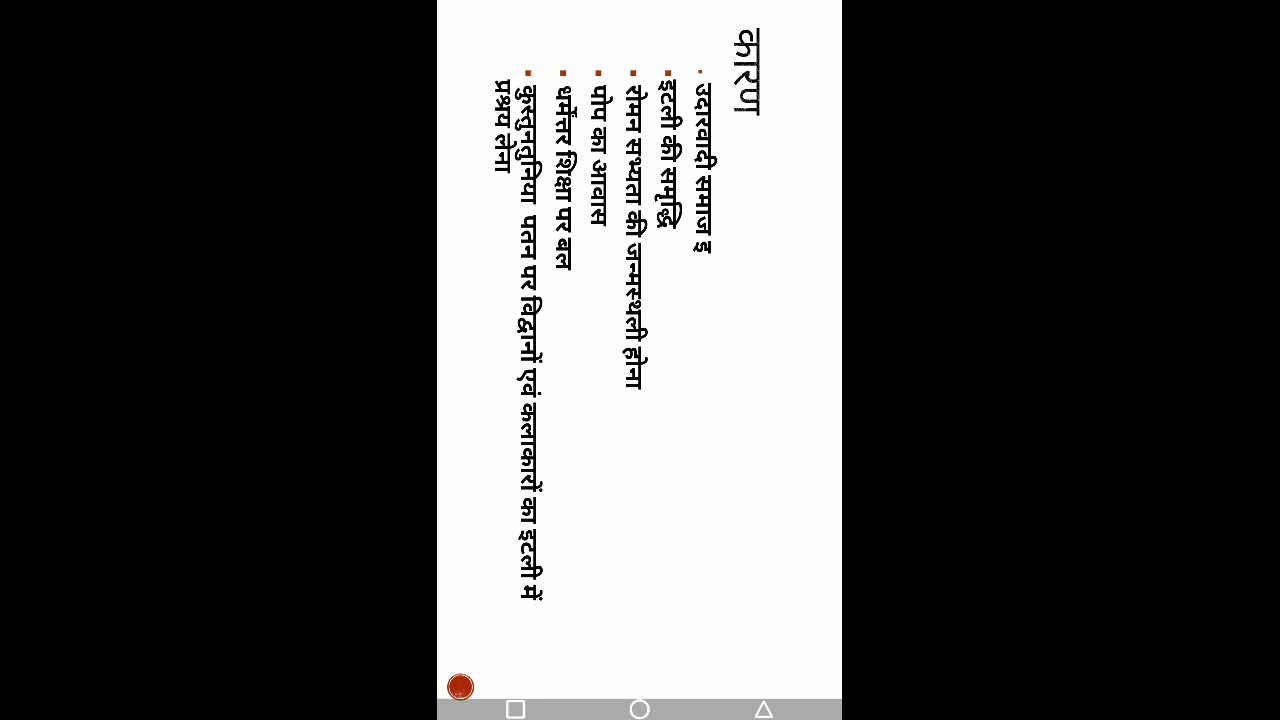 कारण
उदारवादी समाज इ
इटली की समृद्धि
रोमन सभ्यता की जन्मस्थली होना
पोप का आवास
धर्मेत्तर शिक्षा पर बल
कुस्तुनतुनिया पतन पर विद्वानों एवं कलाकारों का इटली में
प्रश्रय लेना